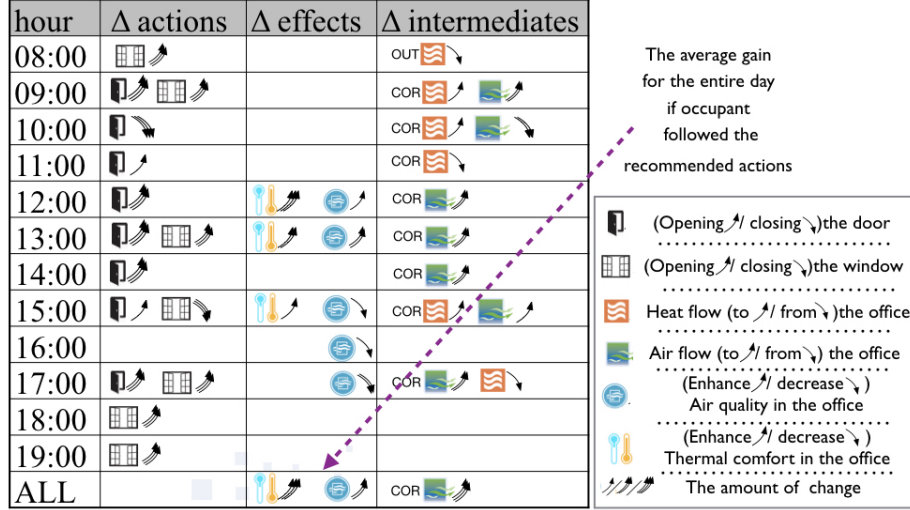 hour Δ actions Δ effects Δ intermediates
08:00 OUT
09:00 COR
10:00 COR
11:00 COR
12:00 COR
13:00 COR
14:00 COR
15:00 COR
16:00
17:00 COR
18:00
19:00
ALL COR
The average gain
for the entire day
if occupant
followed the
recommended actions
(Opening / closing )the door
(Opening / closing )the window
Heat flow (to / from )the office
Air flow (to / from ) the office
(Enhance / decrease )
Air quality in the office
(Enhance / decrease )
Thermal comfort in the office
The amount of change